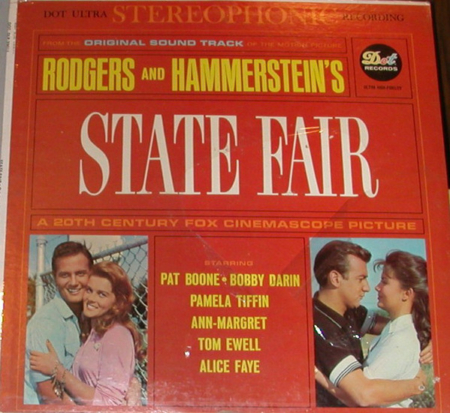 DOT ULTRA STEREOPHONIC RECORDING
FROM THE ORIGINAL SOUND TRACK OF THE MOTION PICTURE
RODGERS AND HAMMERSTEIN'S
Dot
RECORDS
STATE FAIR
A 20TH CENTURY FOX CINEMASCOPE PICTURE
STARRING
PAT BOONE • BOBBY DARIN
PAMELA TIFFIN
ANN-MARGRET
TOM EWELL
ALICE FAYE